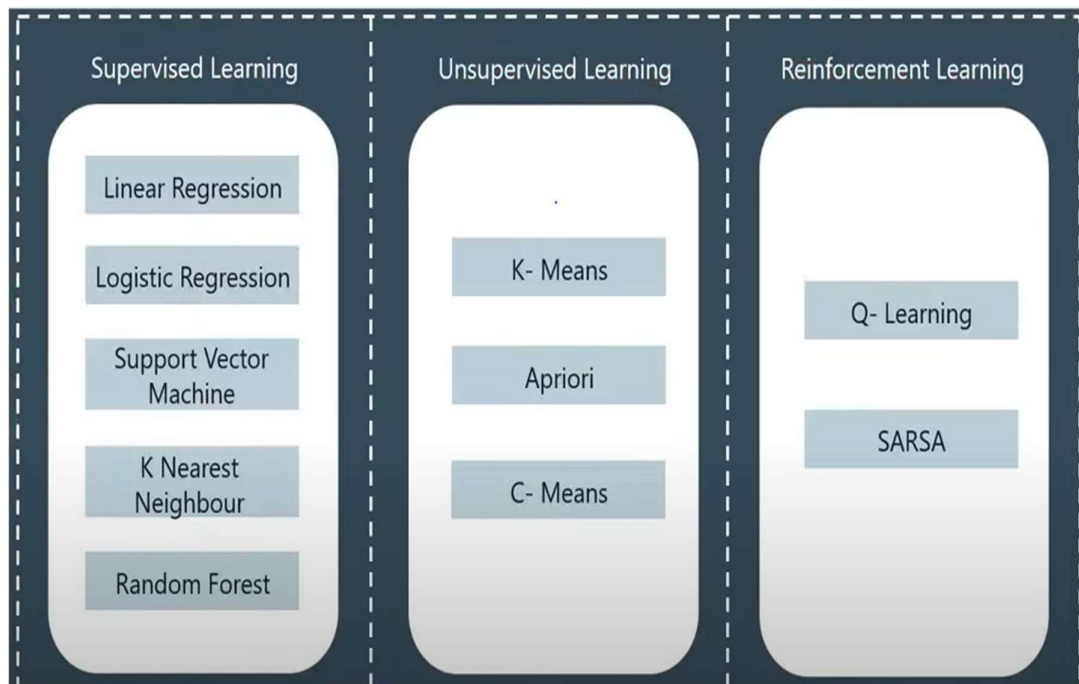 Supervised Learning
Linear Regression
Logistic Regression
Support Vector
Machine
K Nearest
Neighbour
Random Forest
Unsupervised Learning
K- Means
Apriori
C- Means
Reinforcement Learning
Q- Learning
SARSA